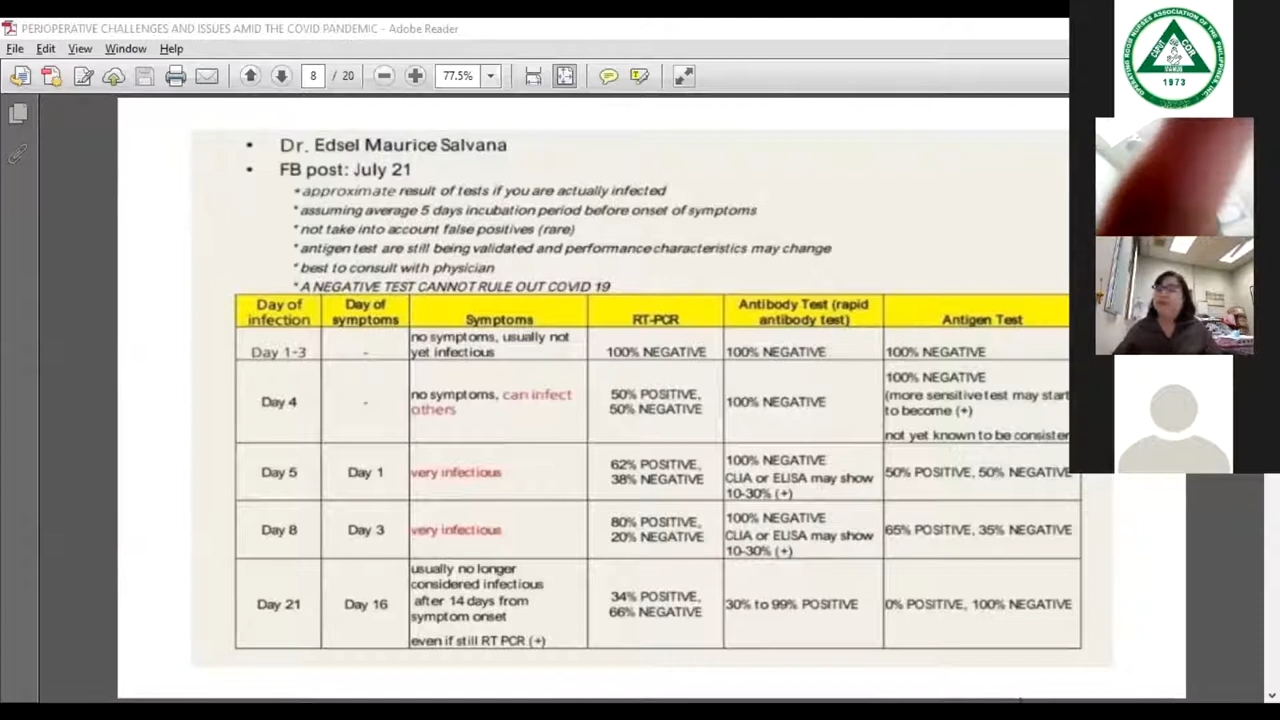 PERIOPERATIVE CHALLENGES AND ISSUES AMID THE COVID PANDEMIC - Adobe Reader
File Edit View Window Help
8 / 20 77.5%
• Dr. Edsel Maurice Salvana
• FB post: July 21
*approximate result of tests if you are actually infected
*assuming average 5 days incubation period before onset of symptoms
*not take into account false positives (rare)
*antigen test are still being validated and performance characteristics may change
*best to consult with physician
*A NEGATIVE TEST CANNOT RULE OUT COVID 19
Day of infection
Day of symptoms
Symptoms
RT-PCR
Antibody Test (rapid
antibody test)
Antigen Test
Day 1-3
-
no symptoms, usually not
yet infectious
100% NEGATIVE
100% NEGATIVE
100% NEGATIVE
Day 4
-
no symptoms, can infect
others
50% POSITIVE,
50% NEGATIVE
100% NEGATIVE
100% NEGATIVE
(more sensitive test may start
to become (+)
not yet known to be consister
Day 5
Day 1
very infectious
62% POSITIVE,
38% NEGATIVE
100% NEGATIVE
CLIA or ELISA may show
10-30% (+)
50% POSITIVE, 50% NEGATIVE
Day 8
Day 3
very infectious
80% POSITIVE,
20% NEGATIVE
100% NEGATIVE
CLIA or ELISA may show
10-30% (+)
65% POSITIVE, 35% NEGATIVE
Day 21
Day 16
usually no longer
considered infectious
after 14 days from
symptom onset
even if still RT PCR (+)
34% POSITIVE,
66% NEGATIVE
30% to 99% POSITIVE
0% POSITIVE, 100% NEGATIVE
OPERATING ROOM NURSES ASSOCIATION OF THE PHILIPPINES, INC.
COR
MANUS
1973